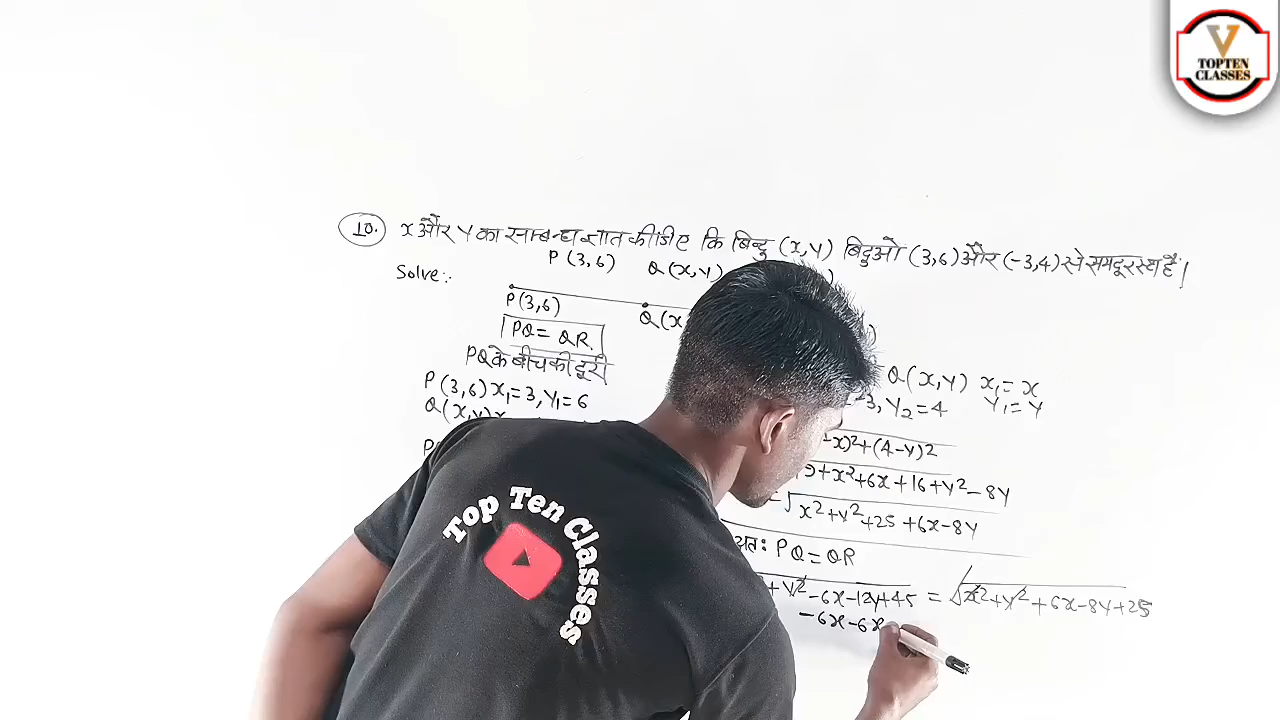 V
TOPTEN
CLASSES
10. x और y का सम्बन्ध ज्ञात कीजिए कि बिन्दु (x,y) बिंदुओ (3,6) और (-3,4) से समदूरस्थ हैं।
Solve:- P(3,6) Q(x,y)
P(3,6) Q(x
PQ = QR
PQ के बीच की दूरी
P(3,6) x₁=3, y₁=6
Q(x,y) x
Q(x,y) x₁=x
-3, y₂=4 y₁=y
-x)²+(4-y)²
9+x²+6x+16+y²-8y
=√x²+y²+25+6x-8y
अतः PQ=QR
+y²-6x-12y+45 = √x²+y²+6x-8y+25
-6x-6x
Top Ten Classes